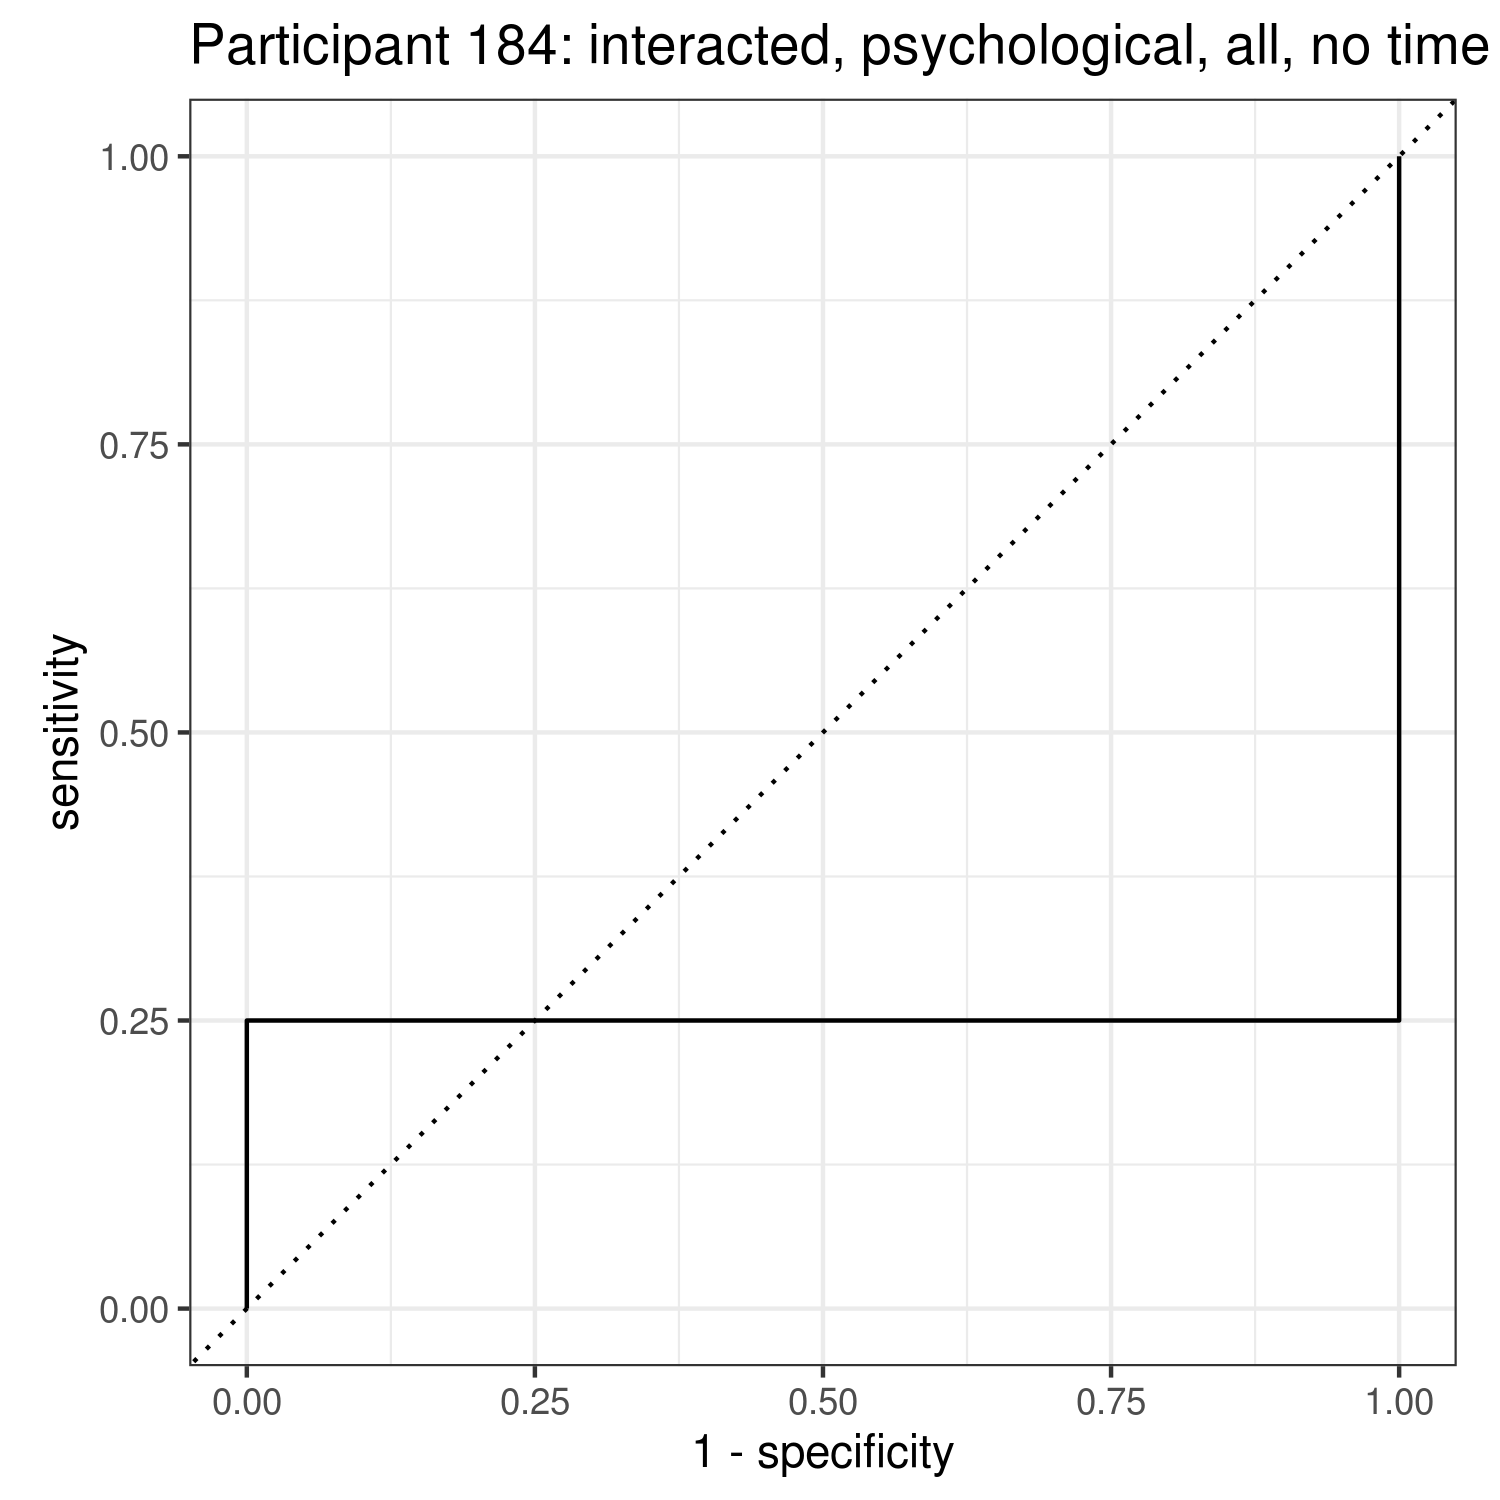 Participant 184: interacted, psychological, all, no time
1.00
0.75
0.50
0.25
0.00
sensitivity
0.00 0.25 0.50 0.75 1.00
1 - specificity